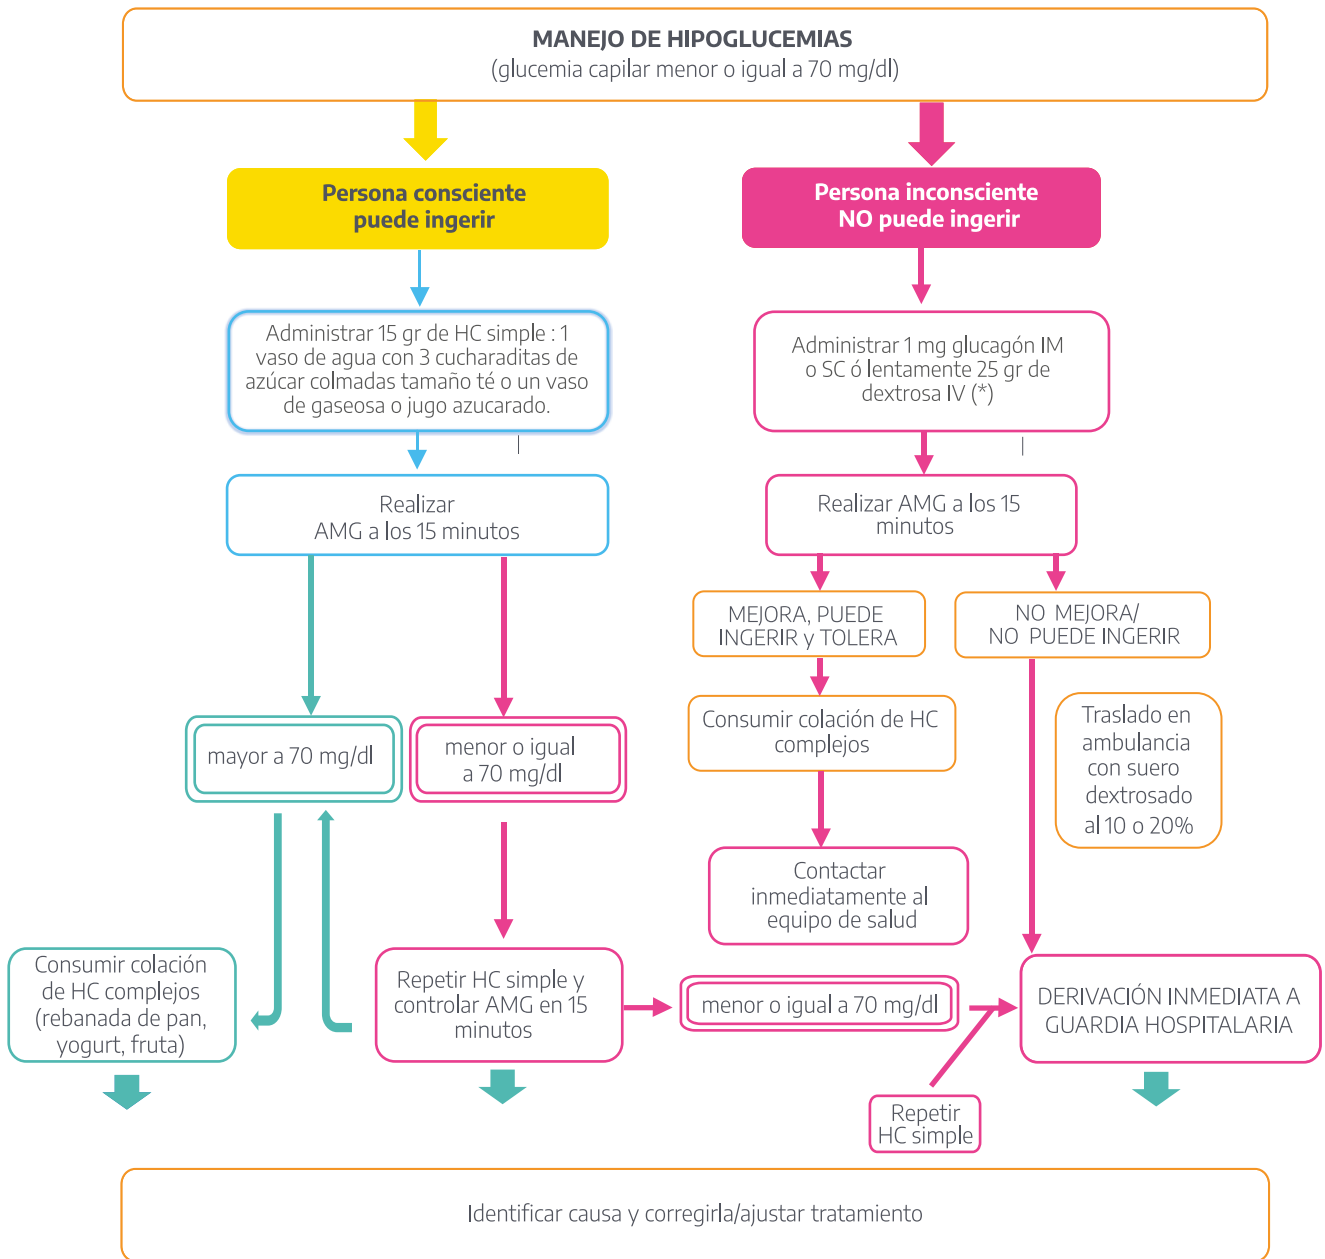 MANEJO DE HIPOGLUCEMIAS
(glucemia capilar menor o igual a 70 mg/dl)
Persona consciente
puede ingerir
Persona inconsciente
NO puede ingerir
Administrar 15 gr de HC simple : 1
vaso de agua con 3 cucharaditas de
azúcar colmadas tamaño té o un vaso
de gaseosa o jugo azucarado.
Administrar 1 mg glucagón IM
o SC ó lentamente 25 gr de
dextrosa IV (*)
Realizar
AMG a los 15 minutos
Realizar AMG a los 15
minutos
MEJORA, PUEDE
INGERIR y TOLERA
NO MEJORA/
NO PUEDE INGERIR
mayor a 70 mg/dl
menor o igual
a 70 mg/dl
Consumir colación de HC
complejos
Traslado en
ambulancia
con suero
dextrosado
al 10 o 20%
Contactar
inmediatamente al
equipo de salud
Consumir colación
de HC complejos
(rebanada de pan,
yogurt, fruta)
Repetir HC simple y
controlar AMG en 15
minutos
menor o igual a 70 mg/dl
DERIVACIÓN INMEDIATA A
GUARDIA HOSPITALARIA
Repetir
HC simple
Identificar causa y corregirla/ajustar tratamiento